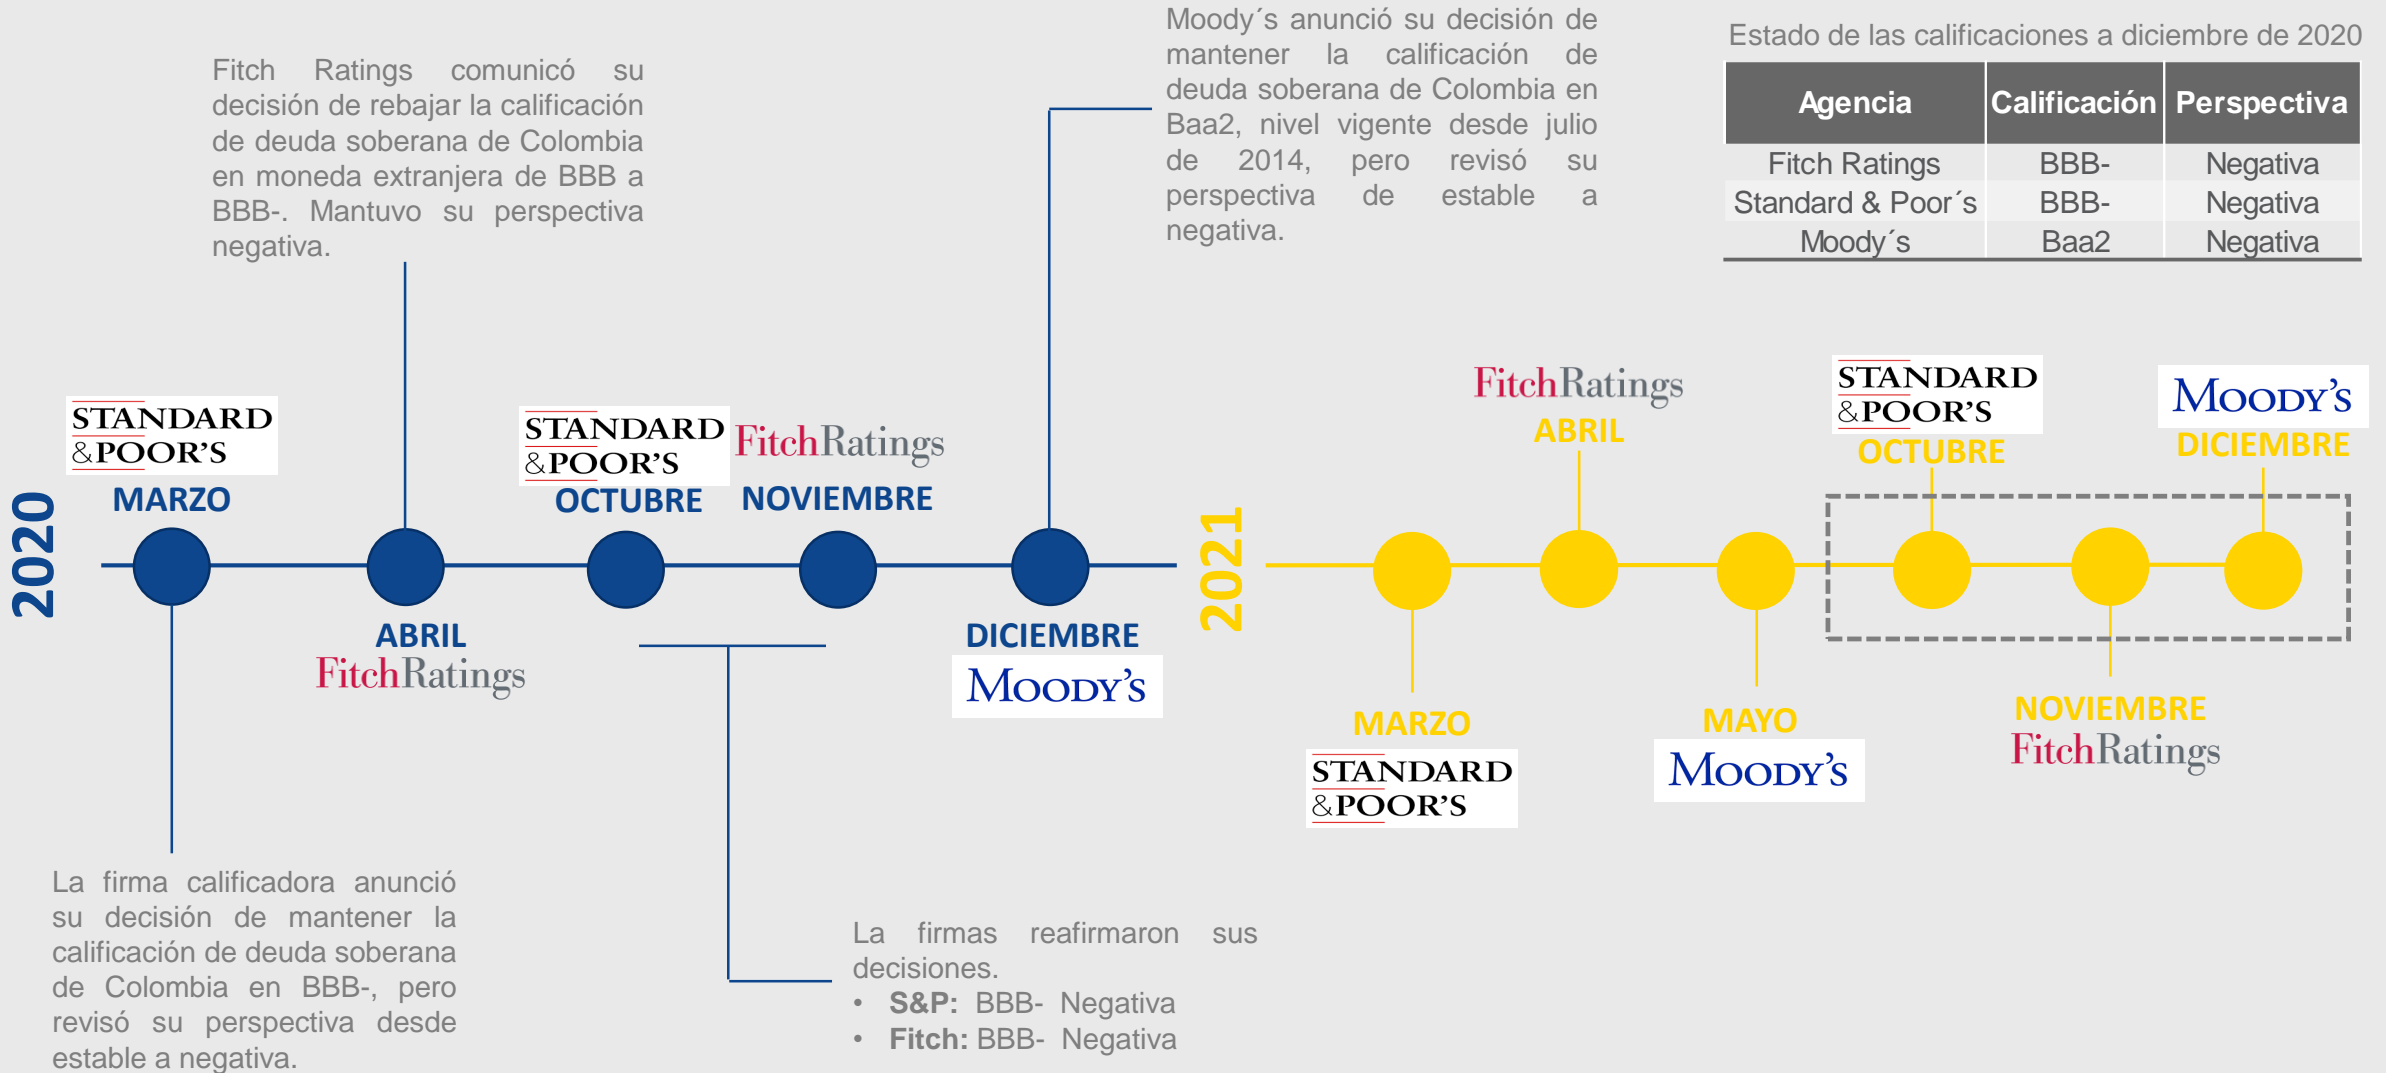 Fitch Ratings comunicó su
decisión de rebajar la calificación
de deuda soberana de Colombia
en moneda extranjera de BBB a
BBB-. Mantuvo su perspectiva
negativa.
Moody´s anunció su decisión de
mantener la calificación de
deuda soberana de Colombia en
Baa2, nivel vigente desde julio
de 2014, pero revisó su
perspectiva de estable a
negativa.
Estado de las calificaciones a diciembre de 2020
Agencia Calificación Perspectiva
Fitch Ratings BBB- Negativa
Standard & Poor´s BBB- Negativa
Moody´s Baa2 Negativa
2020
STANDARD
&POOR'S
MARZO
ABRIL
FitchRatings
STANDARD
&POOR'S
OCTUBRE
FitchRatings
NOVIEMBRE
DICIEMBRE
MOODY'S
2021
MARZO
STANDARD
&POOR'S
FitchRatings
ABRIL
MAYO
MOODY'S
STANDARD
&POOR'S
OCTUBRE
NOVIEMBRE
FitchRatings
MOODY'S
DICIEMBRE
La firma calificadora anunció
su decisión de mantener la
calificación de deuda soberana
de Colombia en BBB-, pero
revisó su perspectiva desde
estable a negativa.
La firmas reafirmaron sus
decisiones.
• S&P: BBB- Negativa
• Fitch: BBB- Negativa